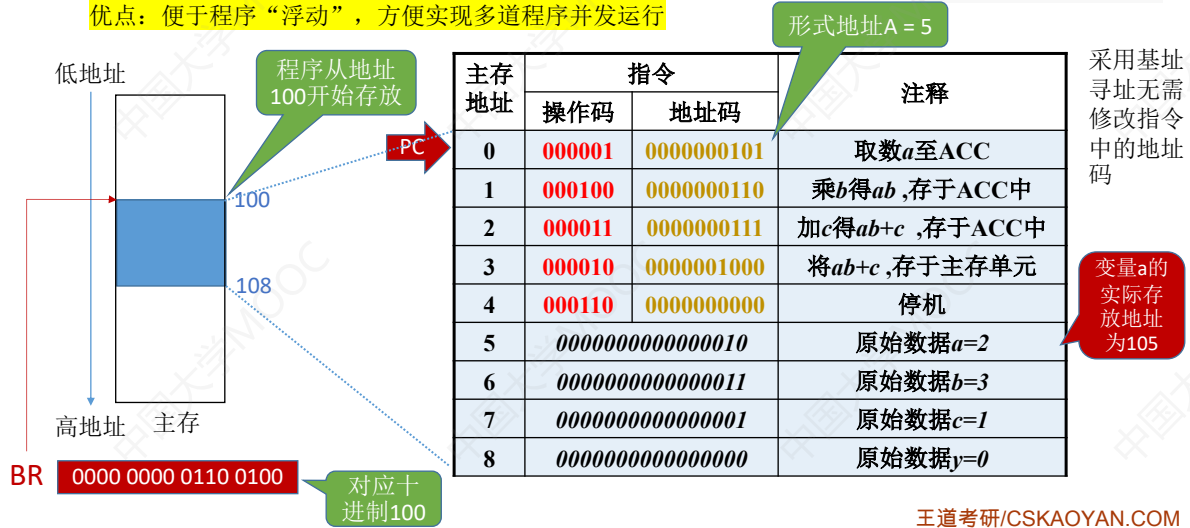 优点：便于程序“浮动”，方便实现多道程序并发运行
形式地址A = 5
低地址
程序从地址
100开始存放
PC
100
108
高地址
主存
BR
0000 0000 0110 0100
对应十
进制100
主存
地址
指令
注释
操作码
地址码
0 000001 0000000101 取数a至ACC
1 000100 0000000110 乘b得ab ,存于ACC中
2 000011 0000000111 加c得ab+c ,存于ACC中
3 000010 0000001000 将ab+c ,存于主存单元
4 000110 0000000000 停机
5 0000000000000010 原始数据a=2
6 0000000000000011 原始数据b=3
7 0000000000000001 原始数据c=1
8 0000000000000000 原始数据y=0
采用基址
寻址无需
修改指令
中的地址
码
变量a的
实际存
放地址
为105
王道考研/CSKAOYAN.COM
中国大学MOOC